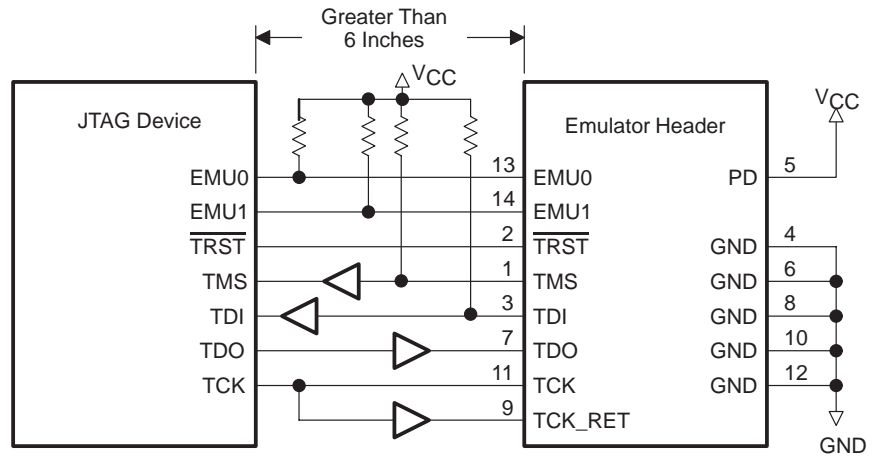 Greater Than
6 Inches
VCC
VCC
JTAG Device
Emulator Header
EMU0 13 EMU0 PD 5
EMU1 14 EMU1
TRST 2 TRST GND 4
TMS 1 TMS GND 6
TDI 3 TDI GND 8
TDO 7 TDO GND 10
TCK 11 TCK GND 12
9 TCK_RET
GND